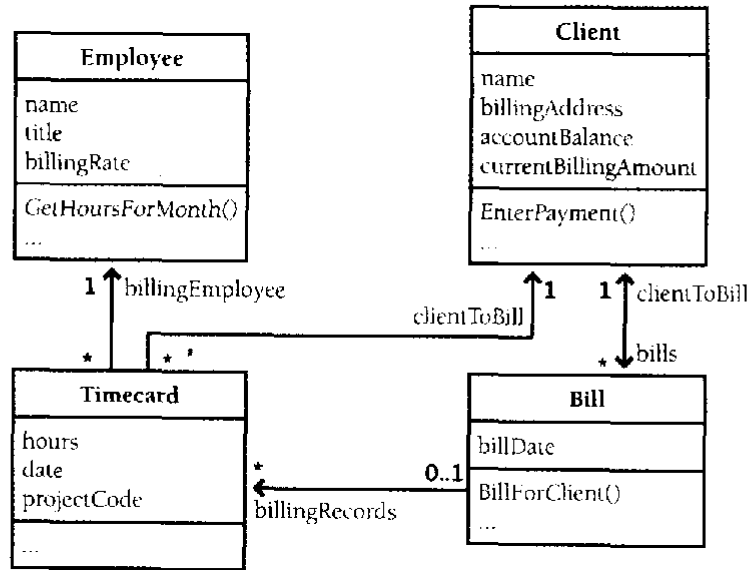 Employee
name
title
billingRate
GetHoursForMonth()
...
Client
name
billingAddress
accountBalance
currentBillingAmount
EnterPayment()
...
1 billingEmployee
*
clientToBill 1
* *
1 clientToBill
* bills
Timecard
hours
date
projectCode
...
* 0..1
billingRecords
Bill
billDate
BillForClient()
...